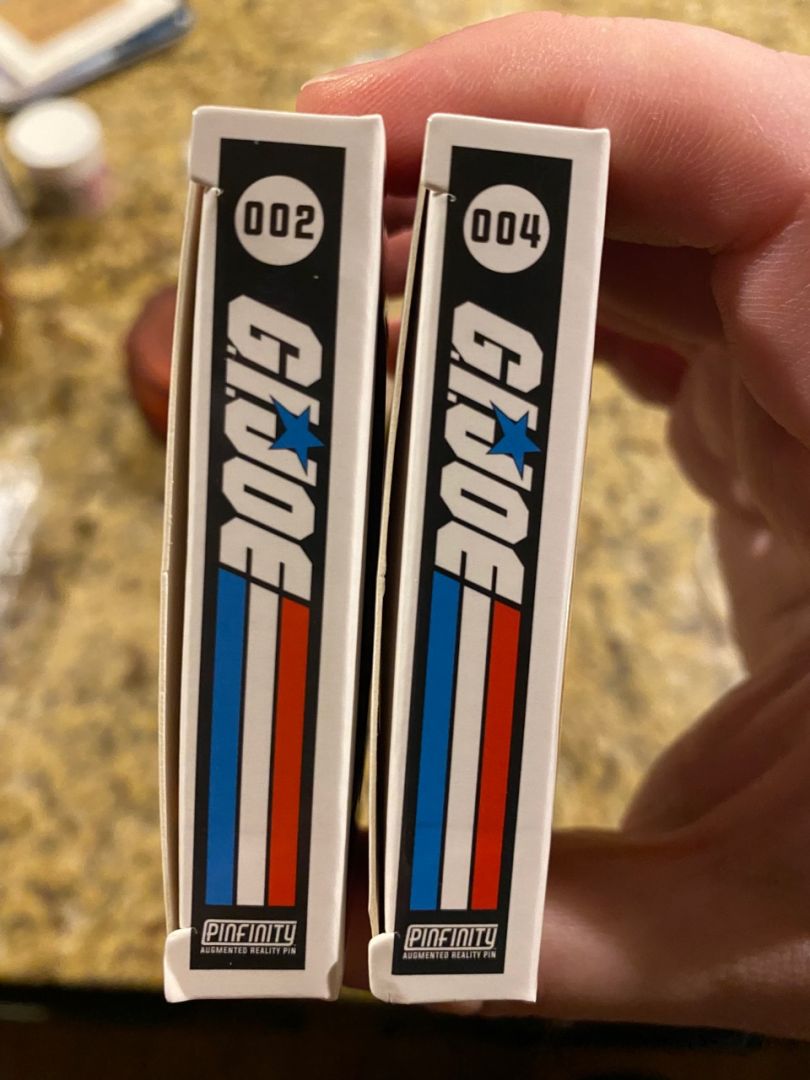 002
G.I. JOE
PINFINITY
AUGMENTED REALITY PIN
004
G.I. JOE
PINFINITY
AUGMENTED REALITY PIN